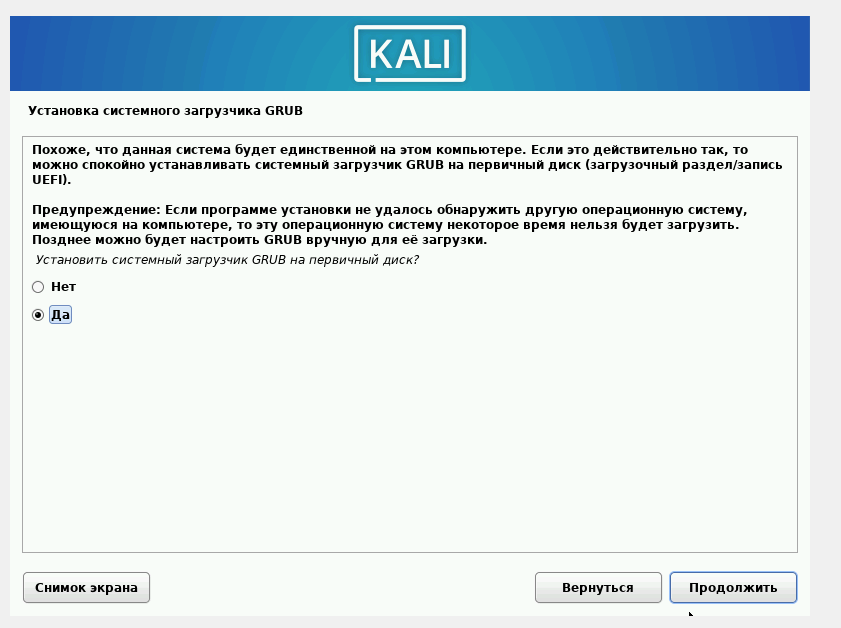 KALI
Установка системного загрузчика GRUB
Похоже, что данная система будет единственной на этом компьютере. Если это действительно так, то
можно спокойно устанавливать системный загрузчик GRUB на первичный диск (загрузочный раздел/запись
UEFI).
Предупреждение: Если программе установки не удалось обнаружить другую операционную систему,
имеющуюся на компьютере, то эту операционную систему некоторое время нельзя будет загрузить.
Позднее можно будет настроить GRUB вручную для её загрузки.
Установить системный загрузчик GRUB на первичный диск?
Нет
Да
Снимок экрана
Вернуться
Продолжить